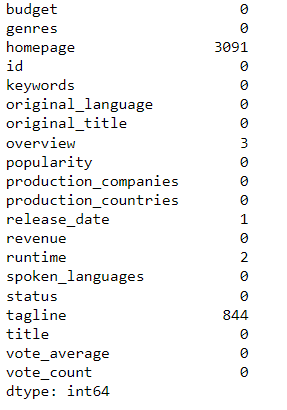 budget 0
genres 0
homepage 3091
id 0
keywords 0
original_language 0
original_title 0
overview 3
popularity 0
production_companies 0
production_countries 0
release_date 1
revenue 0
runtime 2
spoken_languages 0
status 0
tagline 844
title 0
vote_average 0
vote_count 0
dtype: int64